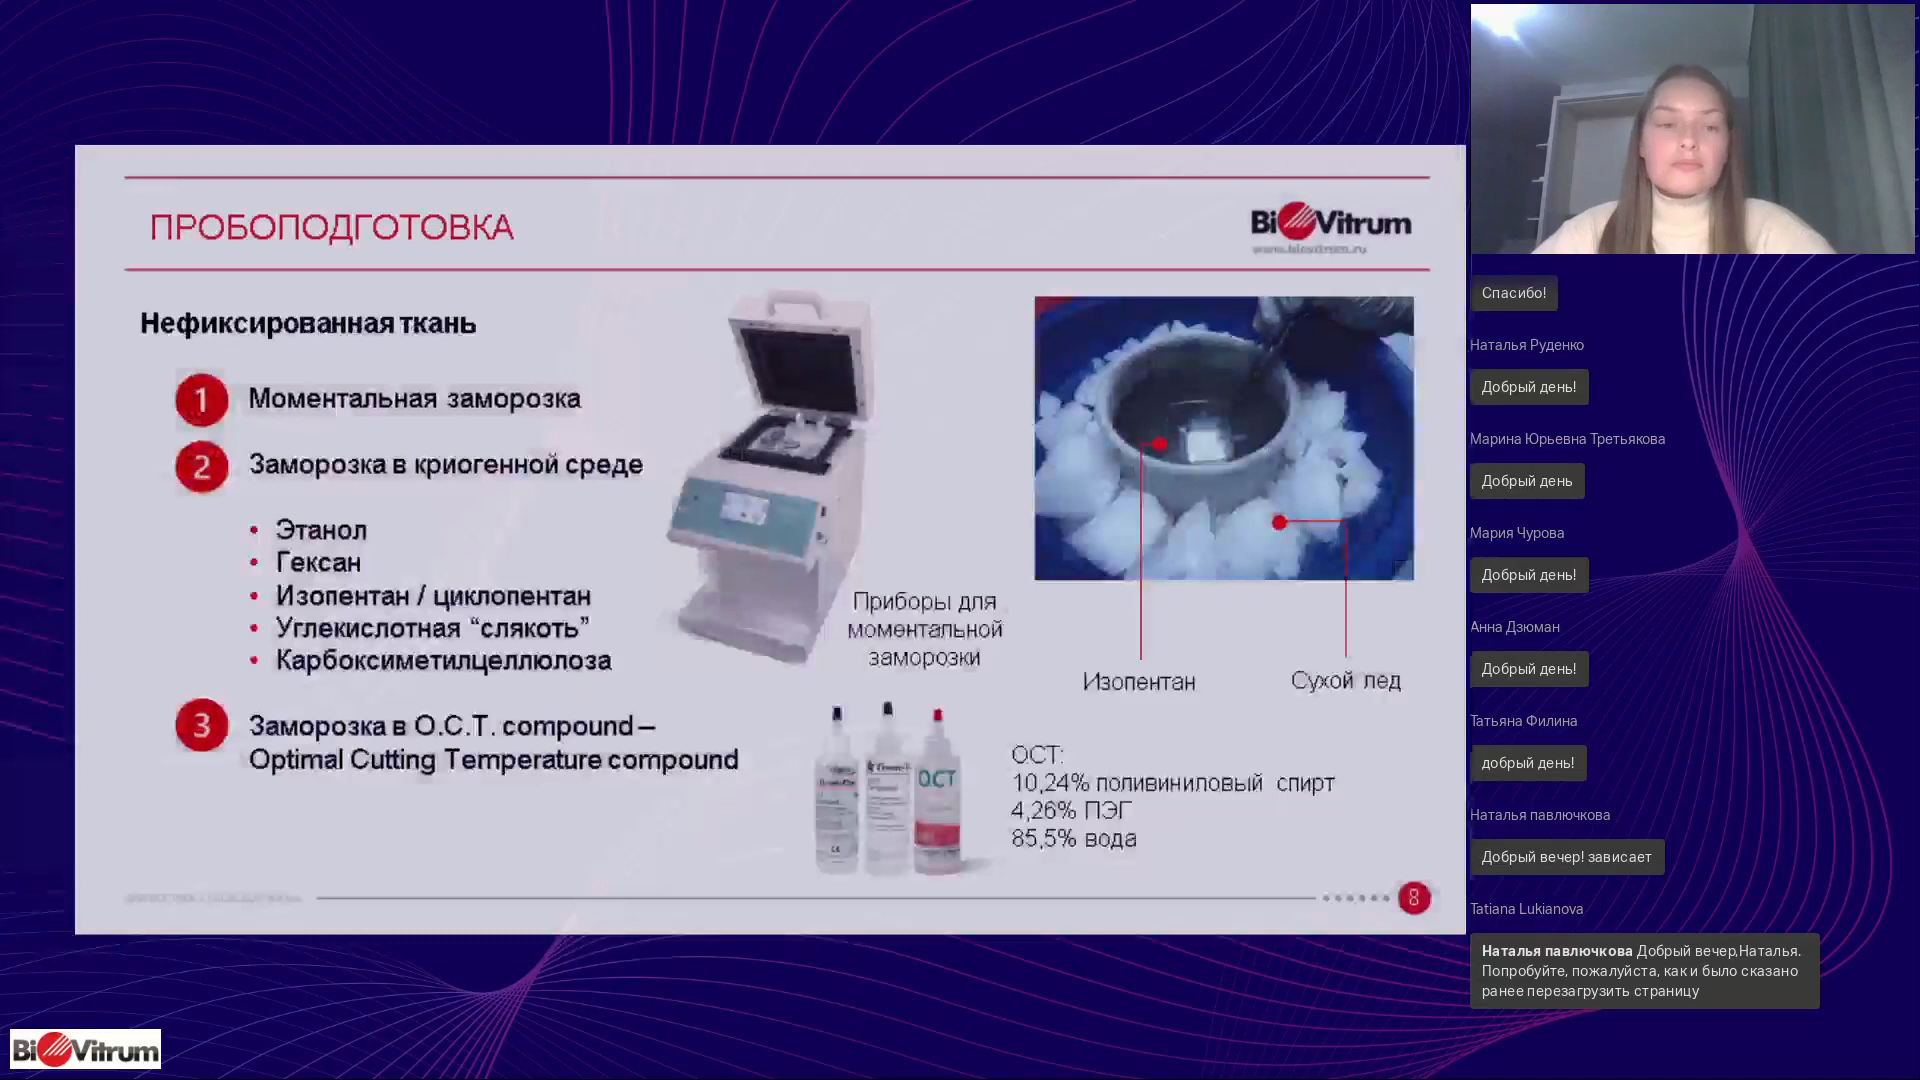 ПРОБОПОДГОТОВКА
BioVitrum
www.biovitrum.ru
Нефиксированная ткань
1 Моментальная заморозка
2 Заморозка в криогенной среде
• Этанол
• Гексан
• Изопентан / циклопентан
• Углекислотная “слякоть”
• Карбоксиметилцеллюлоза
3 Заморозка в O.C.T. compound –
Optimal Cutting Temperature compound
Приборы для
моментальной
заморозки
Изопентан
Сухой лед
OCT
ОСТ:
10,24% поливиниловый спирт
4,26% ПЭГ
85,5% вода
8
BioVitrum
Спасибо!
Наталья Руденко
Добрый день!
Марина Юрьевна Третьякова
Добрый день
Мария Чурова
Добрый день!
Анна Дзюман
Добрый день!
Татьяна Филина
добрый день!
Наталья павлючкова
Добрый вечер! зависает
Tatiana Lukianova
Наталья павлючкова Добрый вечер,Наталья.
Попробуйте, пожалуйста, как и было сказано
ранее перезагрузить страницу